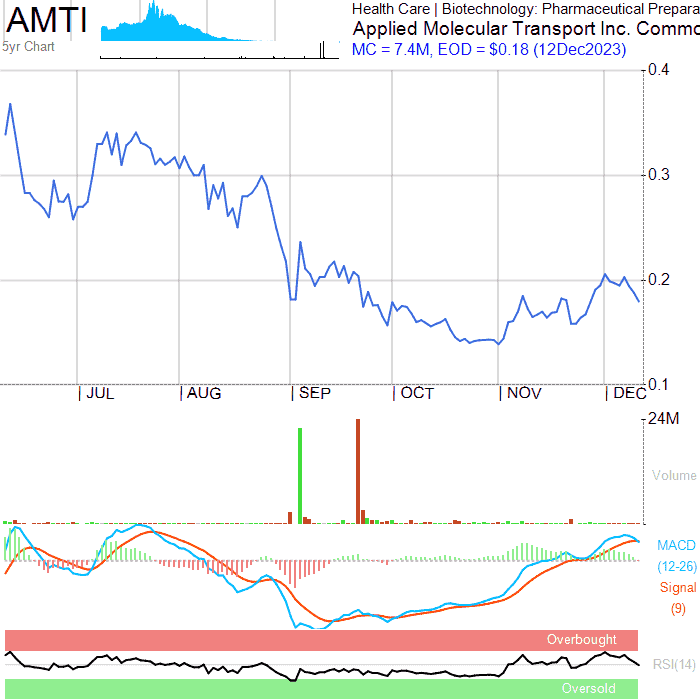 AMTI
5yr Chart
Health Care | Biotechnology: Pharmaceutical Prepara
Applied Molecular Transport Inc. Commo
MC = 7.4M, EOD = $0.18 (12Dec2023)
0.4
0.3
0.2
0.1
| JUL | AUG | SEP | OCT | NOV | DEC
24M
Volume
MACD
(12-26)
Signal
(9)
Overbought
RSI(14)
Oversold